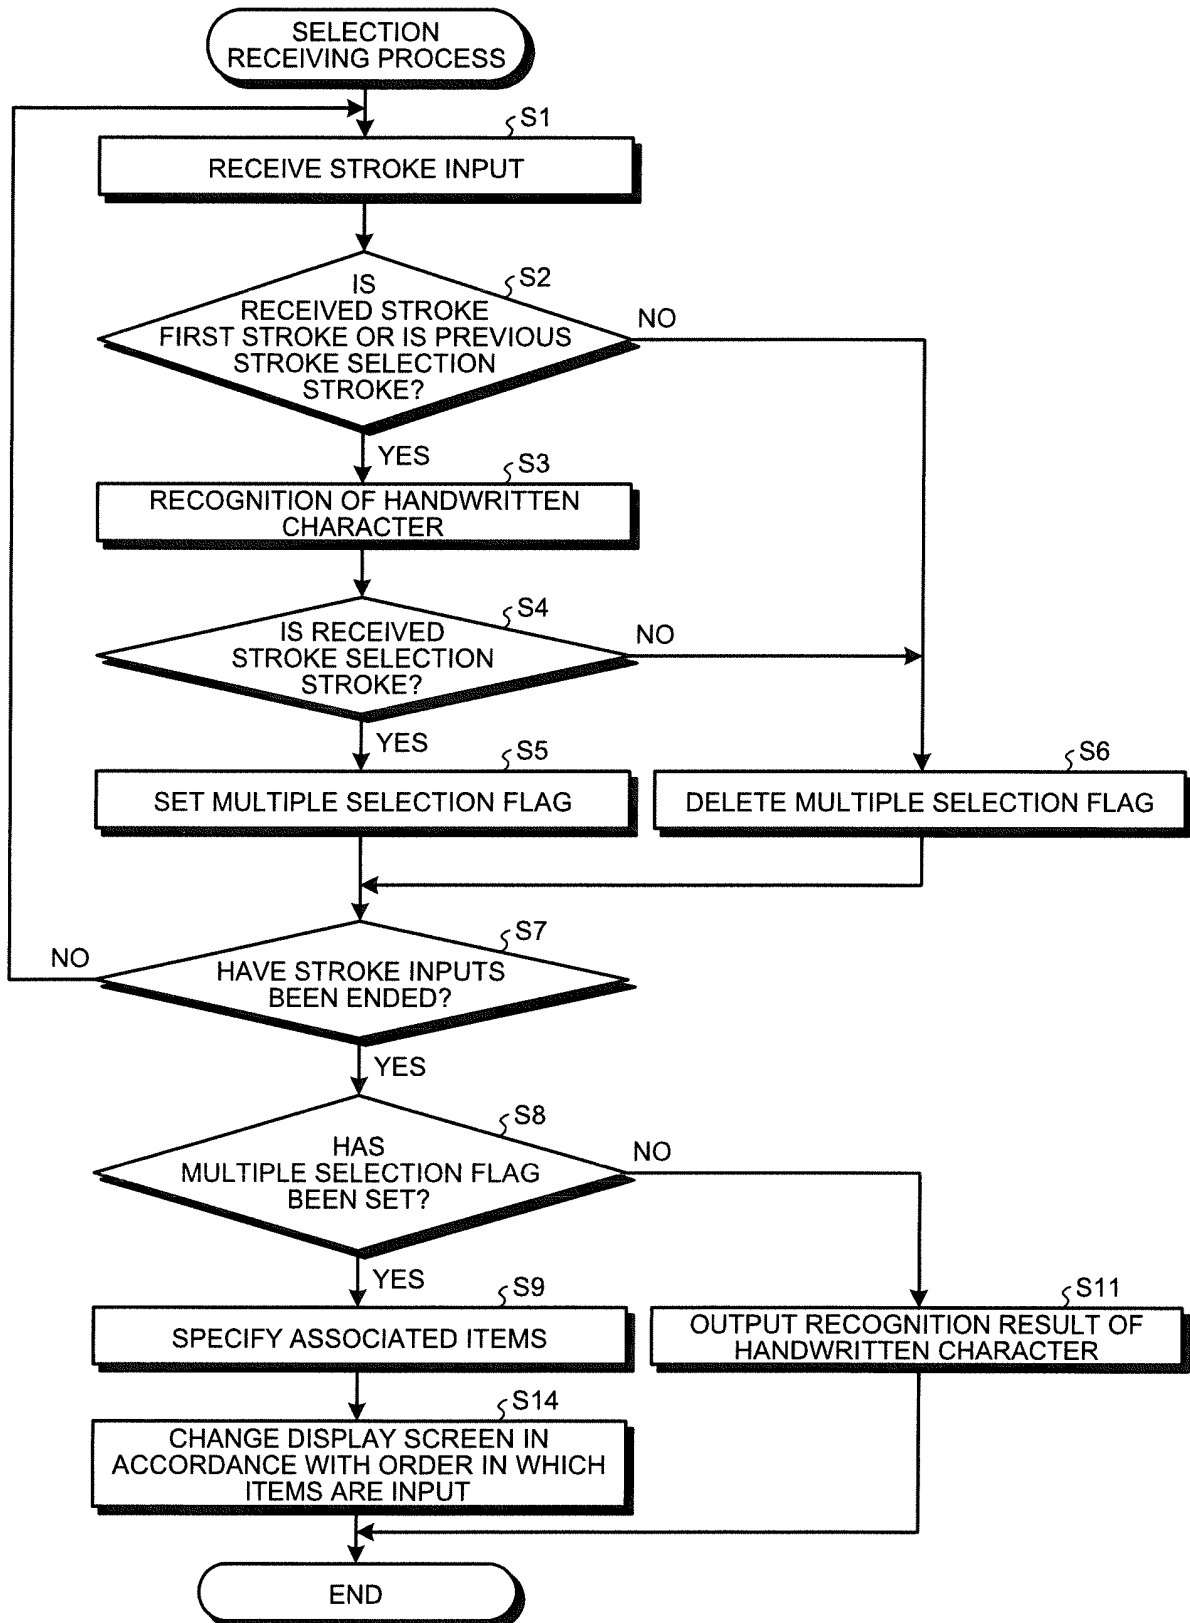 SELECTION
RECEIVING PROCESS
S1
RECEIVE STROKE INPUT
S2
IS
RECEIVED STROKE
FIRST STROKE OR IS PREVIOUS
STROKE SELECTION
STROKE?
NO
YES
S3
RECOGNITION OF HANDWRITTEN
CHARACTER
S4
IS RECEIVED
STROKE SELECTION
STROKE?
NO
YES
S5
SET MULTIPLE SELECTION FLAG
S6
DELETE MULTIPLE SELECTION FLAG
S7
HAVE STROKE INPUTS
BEEN ENDED?
NO
YES
S8
HAS
MULTIPLE SELECTION FLAG
BEEN SET?
NO
YES
S9
SPECIFY ASSOCIATED ITEMS
S11
OUTPUT RECOGNITION RESULT OF
HANDWRITTEN CHARACTER
S14
CHANGE DISPLAY SCREEN IN
ACCORDANCE WITH ORDER IN WHICH
ITEMS ARE INPUT
END